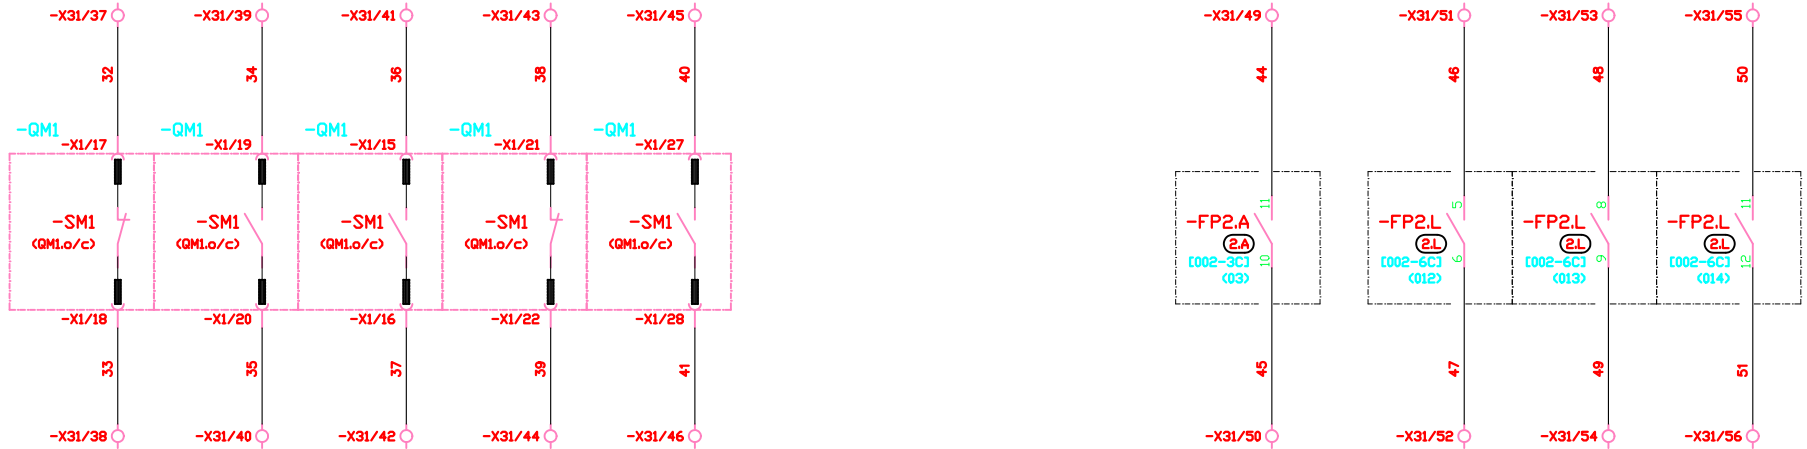 -X31/37 -X31/39 -X31/41 -X31/43 -X31/45 -X31/49 -X31/51 -X31/53 -X31/55
32 34 36 38 40 44 46 48 50
-QM1 -QM1 -QM1 -QM1 -QM1
-X1/17 -X1/19 -X1/15 -X1/21 -X1/27
11 5 8 11
-SM1 -SM1 -SM1 -SM1 -SM1 -FP2.A -FP2.L -FP2.L -FP2.L
(QM1.o/c) (QM1.o/c) (QM1.o/c) (QM1.o/c) (QM1.o/c) 2.A 2.L 2.L 2.L
[002-3C] 10 [002-6C] 6 [002-6C] 9 [002-6C] 12
(03) (012) (013) (014)
-X1/18 -X1/20 -X1/16 -X1/22 -X1/28
33 35 37 39 41 45 47 49 51
-X31/38 -X31/40 -X31/42 -X31/44 -X31/46 -X31/50 -X31/52 -X31/54 -X31/56